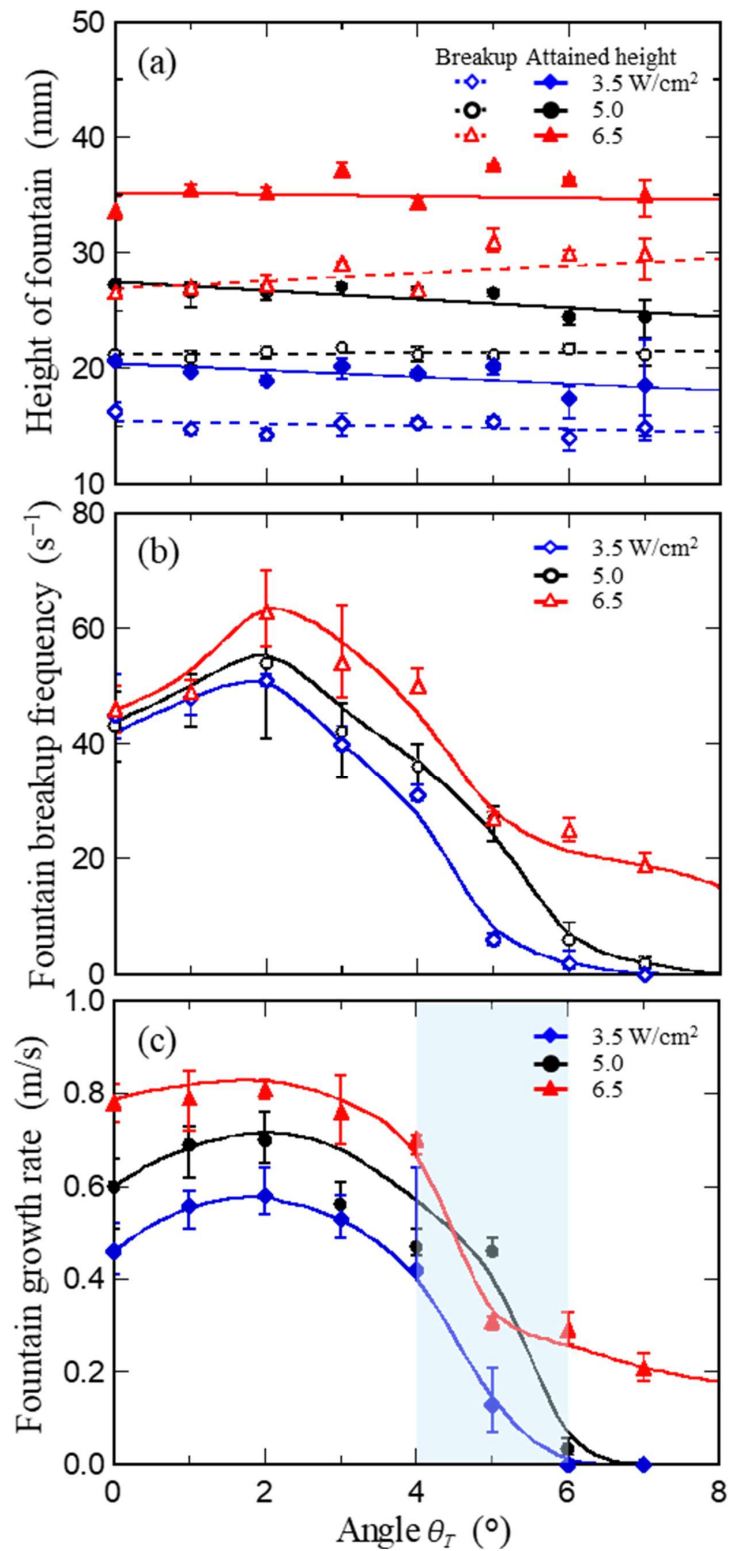 (a)
Breakup Attained height
3.5 W/cm²
5.0
6.5
Height of fountain (mm)
50
40
30
20
10
(b)
3.5 W/cm²
5.0
6.5
Fountain breakup frequency (s⁻¹)
80
60
40
20
0
(c)
3.5 W/cm²
5.0
6.5
Fountain growth rate (m/s)
1.0
0.8
0.6
0.4
0.2
0.0
0 2 4 6 8
Angle θ_T (°)